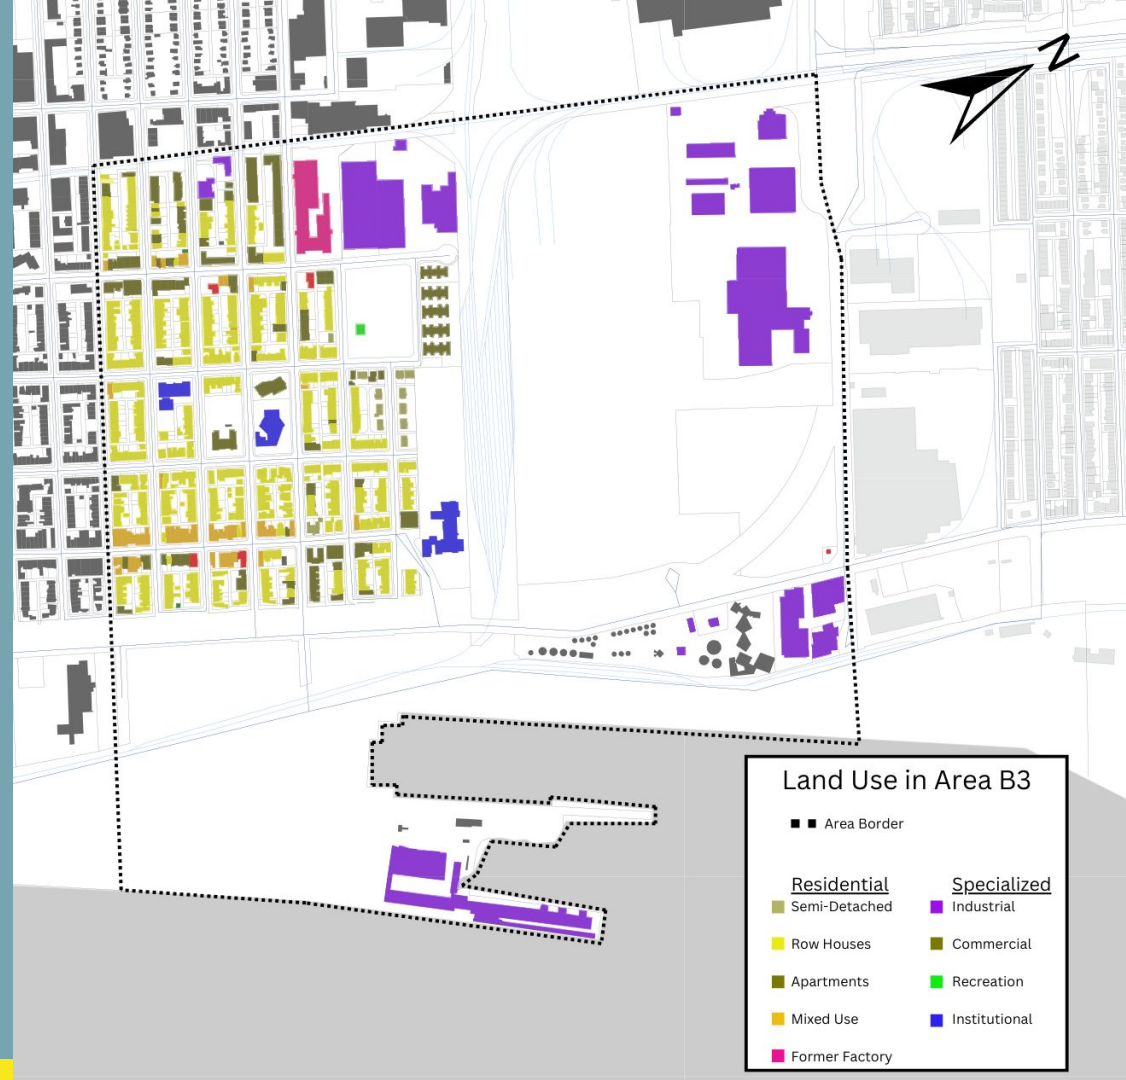 N
Land Use in Area B3
Area Border
Residential
Specialized
Semi-Detached
Industrial
Row Houses
Commercial
Apartments
Recreation
Mixed Use
Institutional
Former Factory